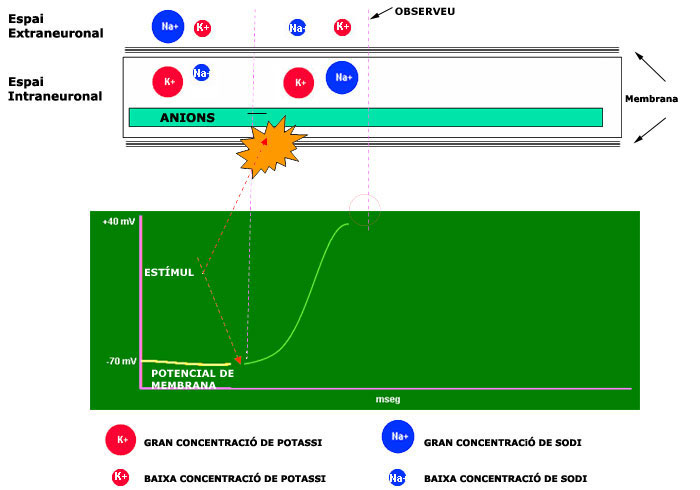 OBSERVEU
Espai
Extraneuronal
Na+
K+
Na+
K+
Espai
Intraneuronal
K+
Na+
K+
Na+
Membrana
ANIONS
+40 mV
ESTÍMUL
-70 mV
POTENCIAL DE
MEMBRANA
mseg
K+
GRAN CONCENTRACIÓ DE POTASSI
Na+
GRAN CONCENTRACiÓ DE SODI
K+
BAIXA CONCENTRACIÓ DE POTASSI
Na+
BAIXA CONCENTRACIÓ DE SODI